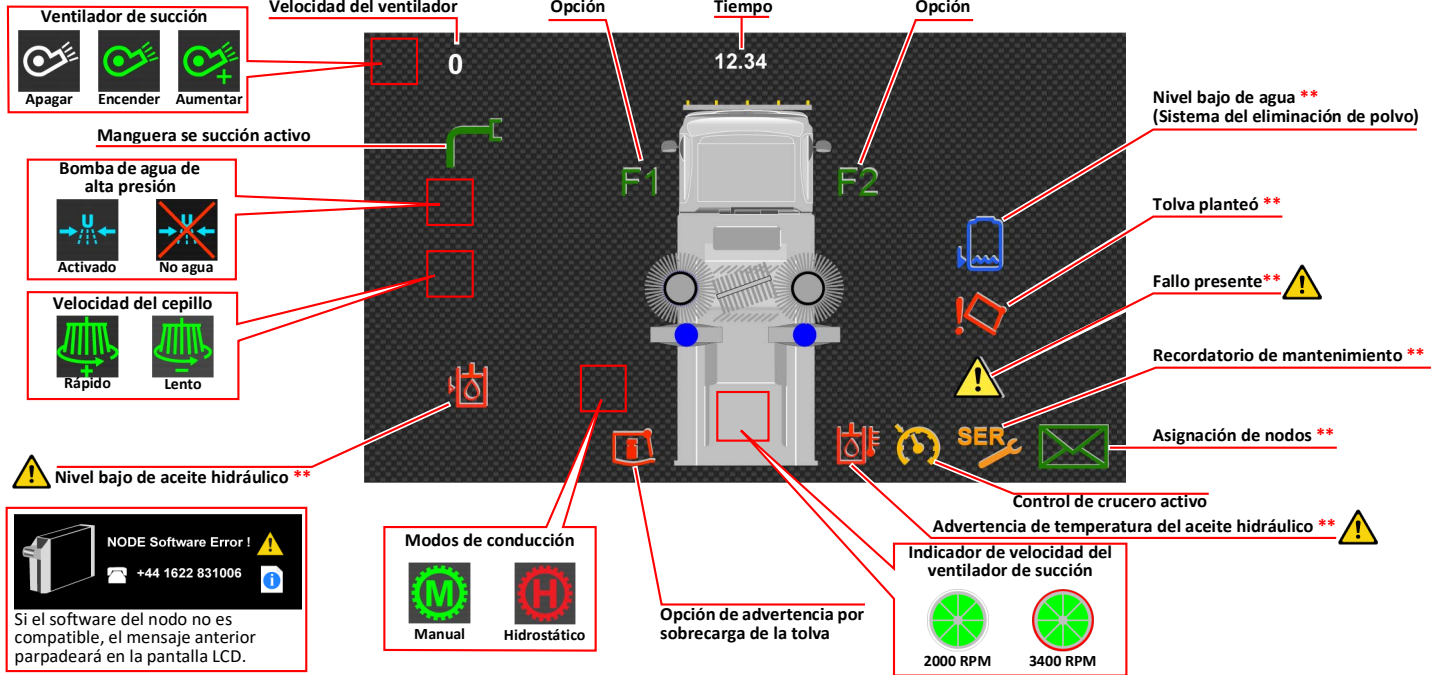 Ventilador de succión
Apagar
Encender
Aumentar
Velocidad del ventilador
Opción
Tiempo
Opción
0
12.34
Manguera se succión activo
Bomba de agua de
alta presión
U
U
Activado
No agua
Velocidad del cepillo
+
Rápido
–
Lento
F1
F2
Nivel bajo de agua **
(Sistema del eliminación de polvo)
Tolva planteó **
!
Fallo presente**
!
!
Recordatorio de mantenimiento **
SER
Asignación de nodos **
! Nivel bajo de aceite hidráulico **
Control de crucero activo
Advertencia de temperatura del aceite hidráulico ** !
NODE Software Error ! !
+44 1622 831006
i
Si el software del nodo no es
compatible, el mensaje anterior
parpadeará en la pantalla LCD.
Modos de conducción
M
H
Manual
Hidrostático
Opción de advertencia por
sobrecarga de la tolva
Indicador de velocidad del
ventilador de succión
2000 RPM
3400 RPM